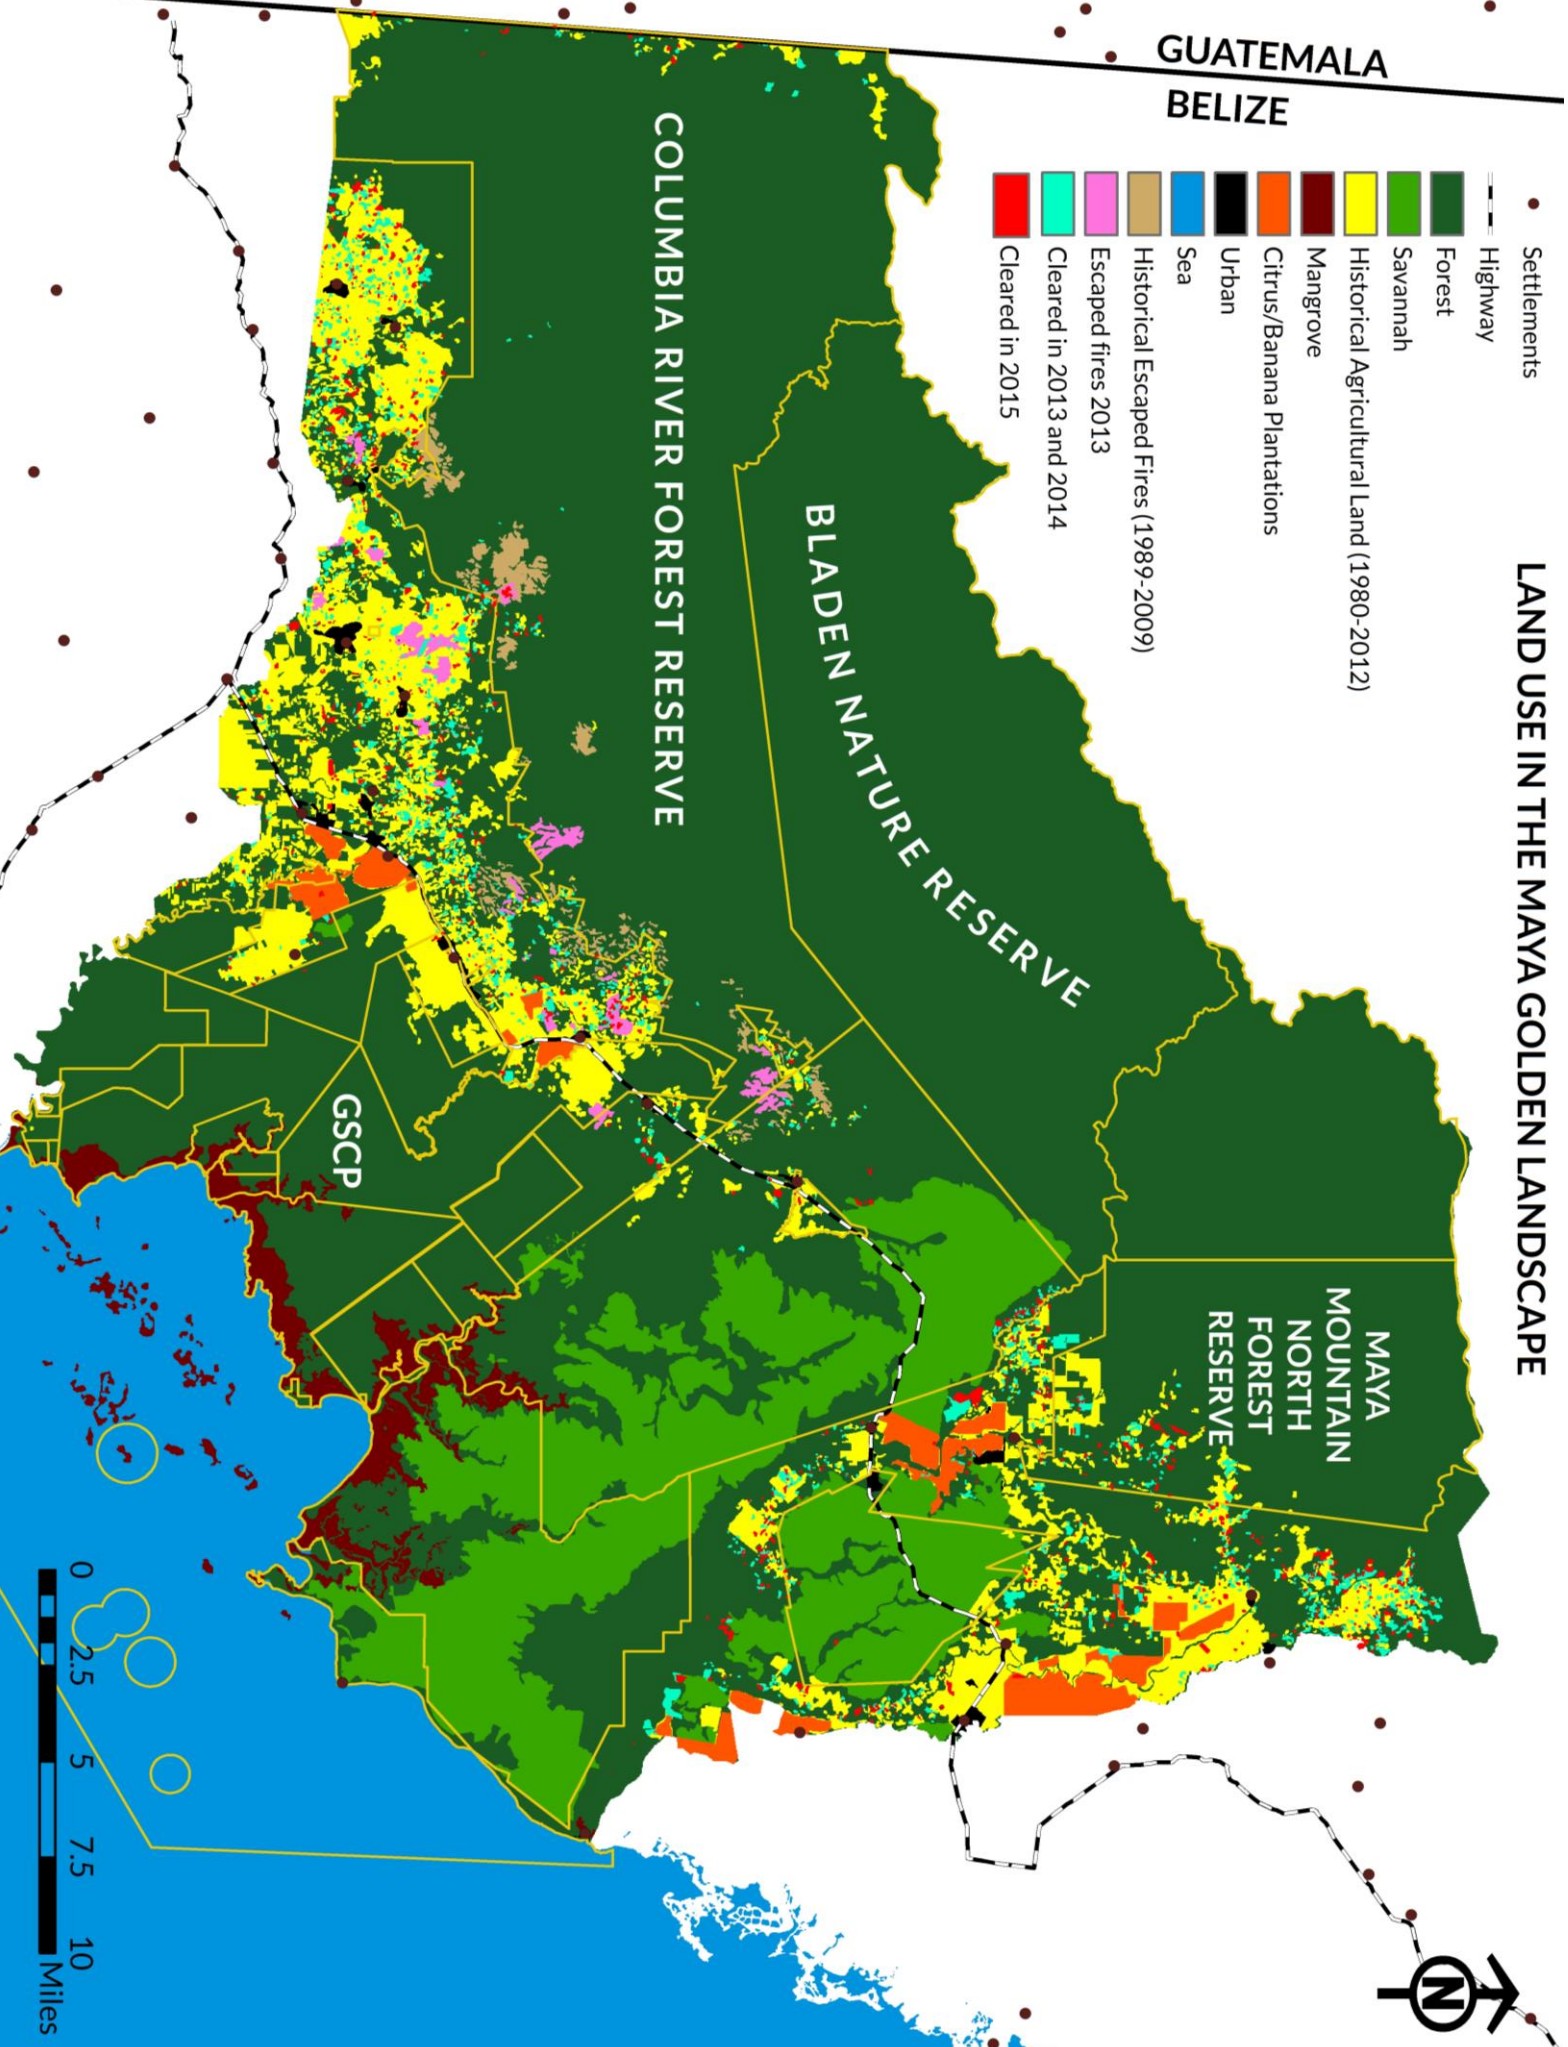 LAND USE IN THE MAYA GOLDEN LANDSCAPE
GUATEMALA
BELIZE
Settlements
Highway
Forest
Savannah
Historical Agricultural Land (1980-2012)
Mangrove
Citrus/Banana Plantations
Urban
Sea
Historical Escaped Fires (1989-2009)
Escaped fires 2013
Cleared in 2013 and 2014
Cleared in 2015
MAYA
MOUNTAIN
NORTH
FOREST
RESERVE
BLADEN NATURE RESERVE
COLUMBIA RIVER FOREST RESERVE
GSCP
N
0 2.5 5 7.5 10
Miles